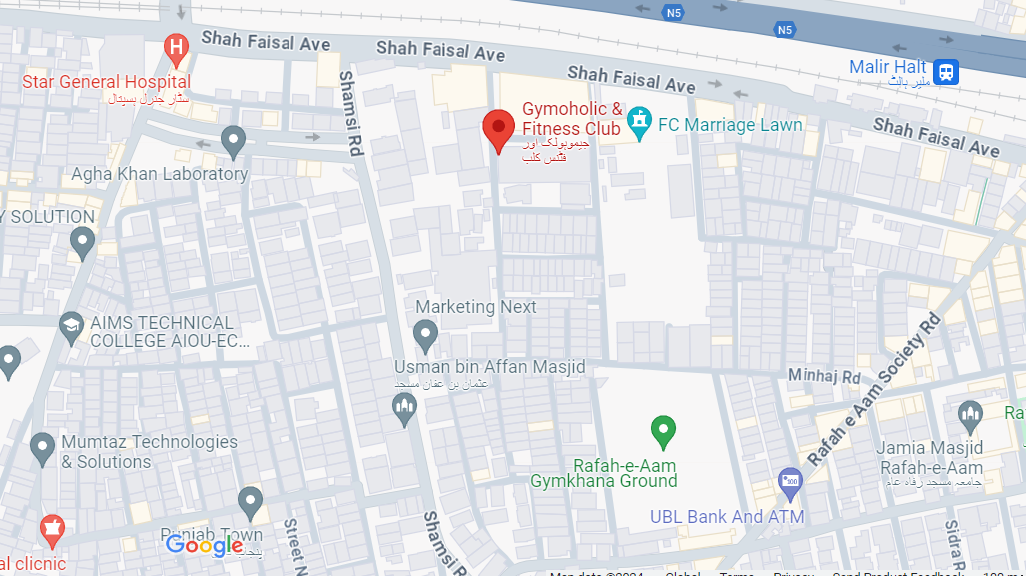 N5
N5
Shah Faisal Ave
Shah Faisal Ave
Shah Faisal Ave
Shah Faisal Ave
Malir Halt
ملیر ہالٹ
H
Star General Hospital
سٹار جنرل ہسپتال
Shamsi Rd
Gymoholic &
Fitness Club
جیموہولک اور
فٹنس کلب
FC Marriage Lawn
Agha Khan Laboratory
Y SOLUTION
Marketing Next
AIMS TECHNICAL
COLLEGE AIOU-EC...
Usman bin Affan Masjid
عثمان بن عفان مسجد
Minhaj Rd
Rafah e Aam Society Rd
Ra
Mumtaz Technologies
& Solutions
Rafah-e-Aam
Gymkhana Ground
Jamia Masjid
Rafah-e-Aam
جامعہ مسجد رفاہ عام
UBL Bank And ATM
Punjab Town
Google
Street N
Shamsi R
Sidra R
al clicnic
Map data ©2024
Global
Terms
Privacy
Send Product Feedback